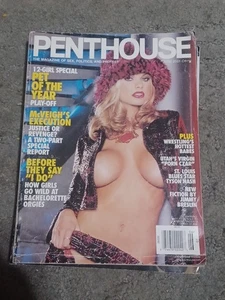 PENTHOUSE
THE MAGAZINE OF SEX, POLITICS, AND PROTEST
12-GIRL SPECIAL
PET OF
THE YEAR
PLAY-OFF
McVEIGH'S
EXECUTION
JUSTICE OR
REVENGE?
A TWO-PART
SPECIAL
REPORT
BEFORE
THEY SAY
"I DO"
HOW GIRLS
GO WILD AT
BACHELORETTE
ORGIES
PLUS
WRESTLING'S
HOTTEST
BABES
UTAH'S VIRGIN
"PORN CZAR"
ST. LOUIS
BLUES STAR
TYSON NASH
NEW
FICTION BY
JIMMY
BRESLIN